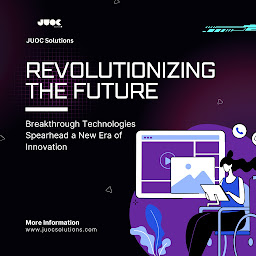 JUOC
JUOC Solutions
REVOLUTIONIZING
THE FUTURE
Breakthrough Technologies
Spearhead a New Era of
Innovation
More Information
www.juocsolutions.com